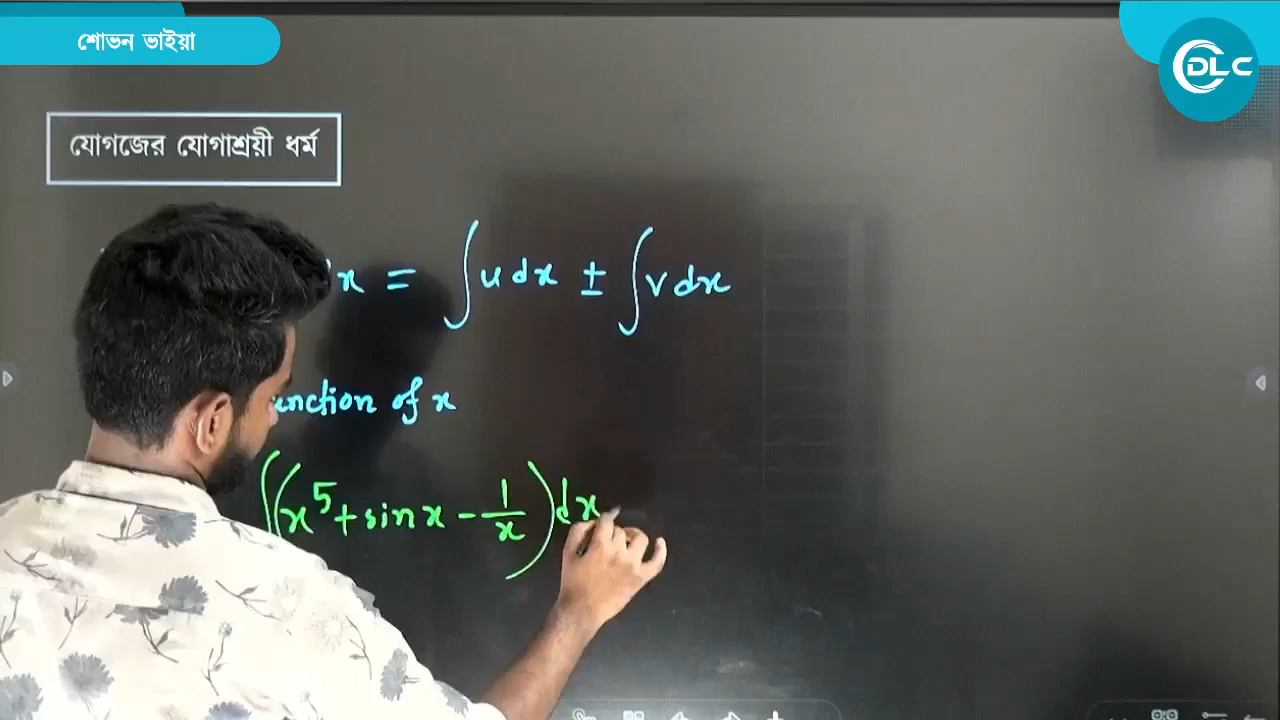 শোভন ভাইয়া
DLC
যোগজের যোগাশ্রয়ী ধর্ম
x = ∫u dx ± ∫v dx
unction of x
∫(x⁵ + sin x - 1/x) dx